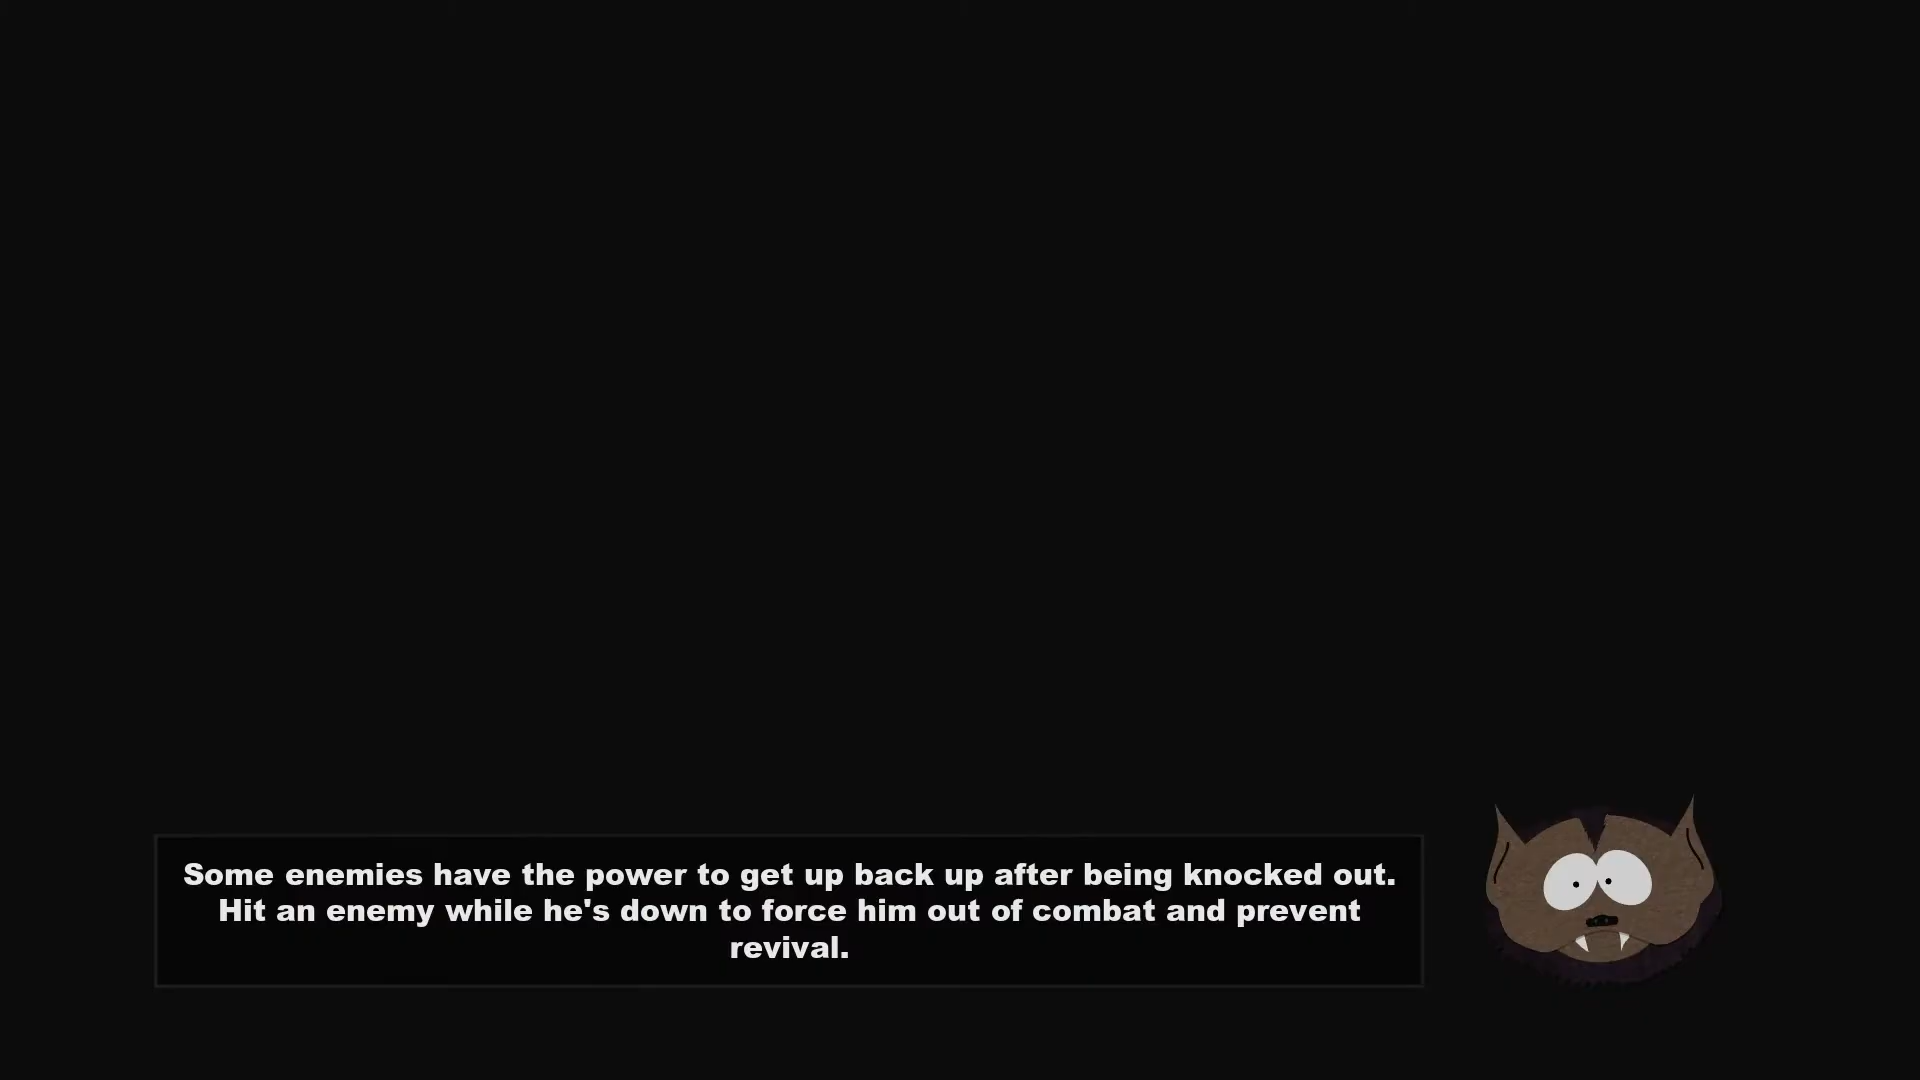 Some enemies have the power to get up back up after being knocked out.
Hit an enemy while he's down to force him out of combat and prevent
revival.